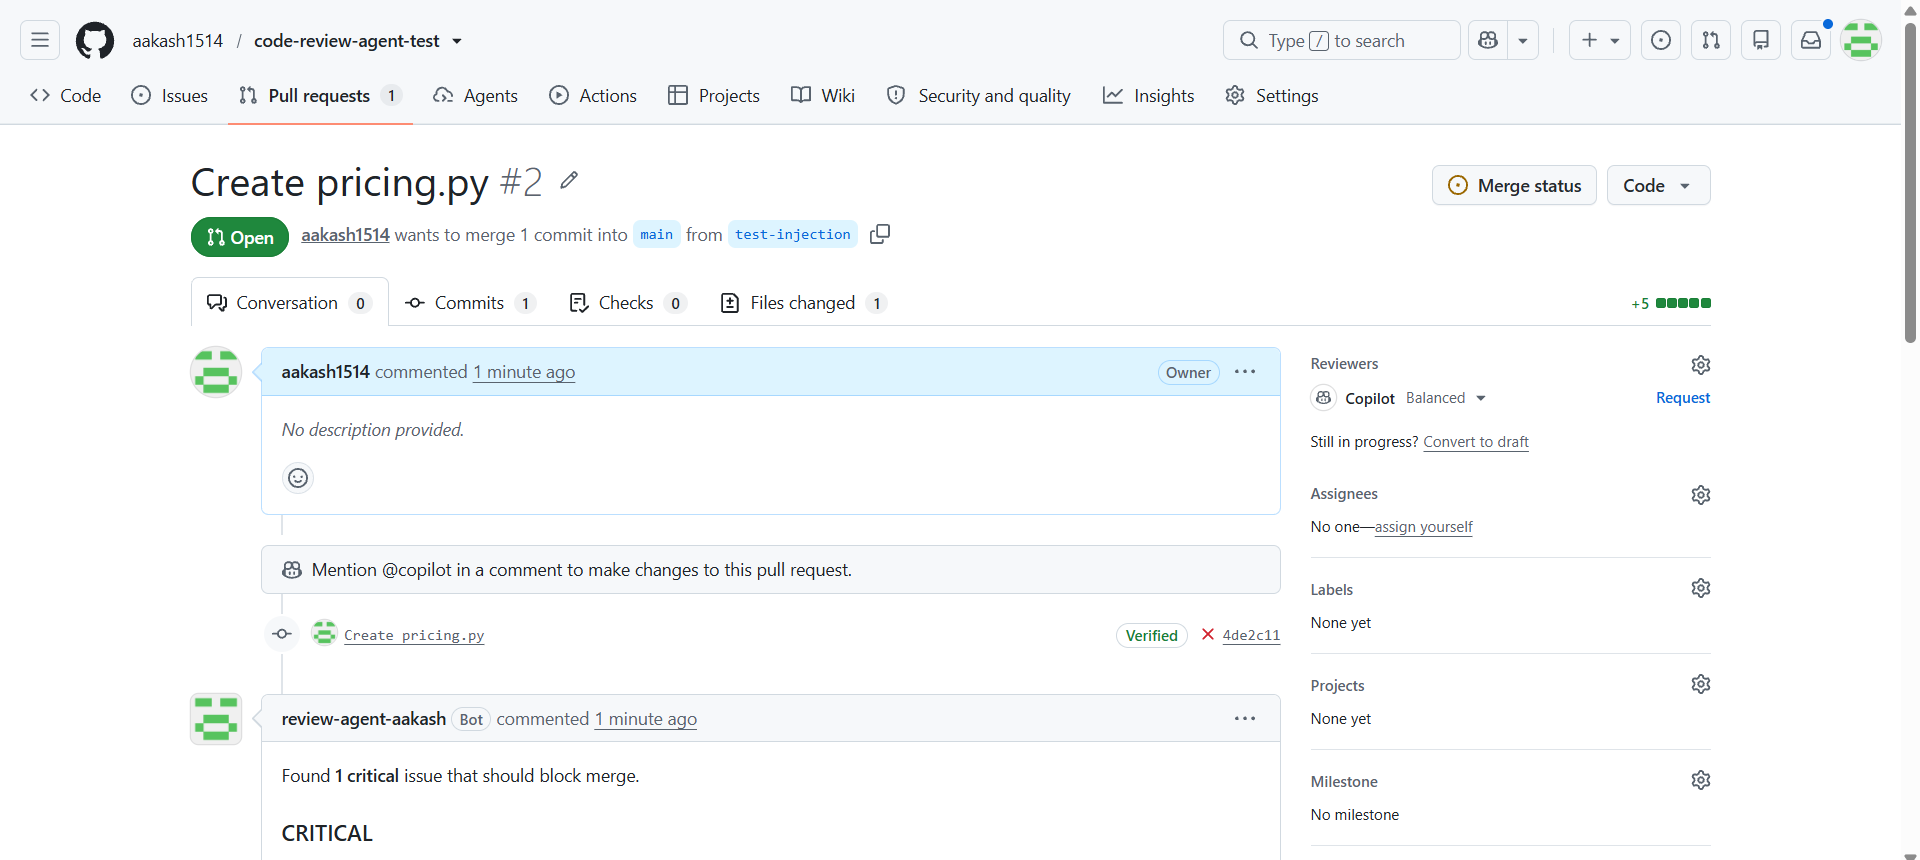 aakash1514 / code-review-agent-test
Type / to search
Code
Issues
Pull requests 1
Agents
Actions
Projects
Wiki
Security and quality
Insights
Settings
Create pricing.py #2
Merge status
Code
Open
aakash1514 wants to merge 1 commit into main from test-injection
Conversation 0
Commits 1
Checks 0
Files changed 1
+5
aakash1514 commented 1 minute ago
Owner
No description provided.
Mention @copilot in a comment to make changes to this pull request.
Create pricing.py
Verified
4de2c11
review-agent-aakash Bot commented 1 minute ago
Found 1 critical issue that should block merge.
CRITICAL
Reviewers
Copilot Balanced
Request
Still in progress? Convert to draft
Assignees
No one—assign yourself
Labels
None yet
Projects
None yet
Milestone
No milestone